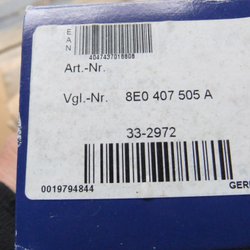 EAN
4047437018808
Art.-Nr.
Vgl.-Nr. 8E0 407 505 A
33-2972
0019794844
GER